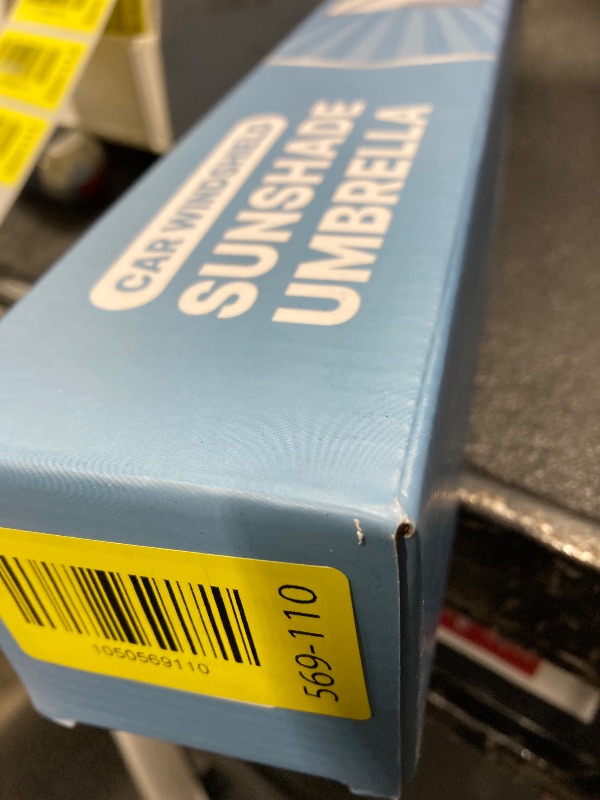 CAR WINDSHIELD
SUNSHADE
UMBRELLA
1050569110
569-110